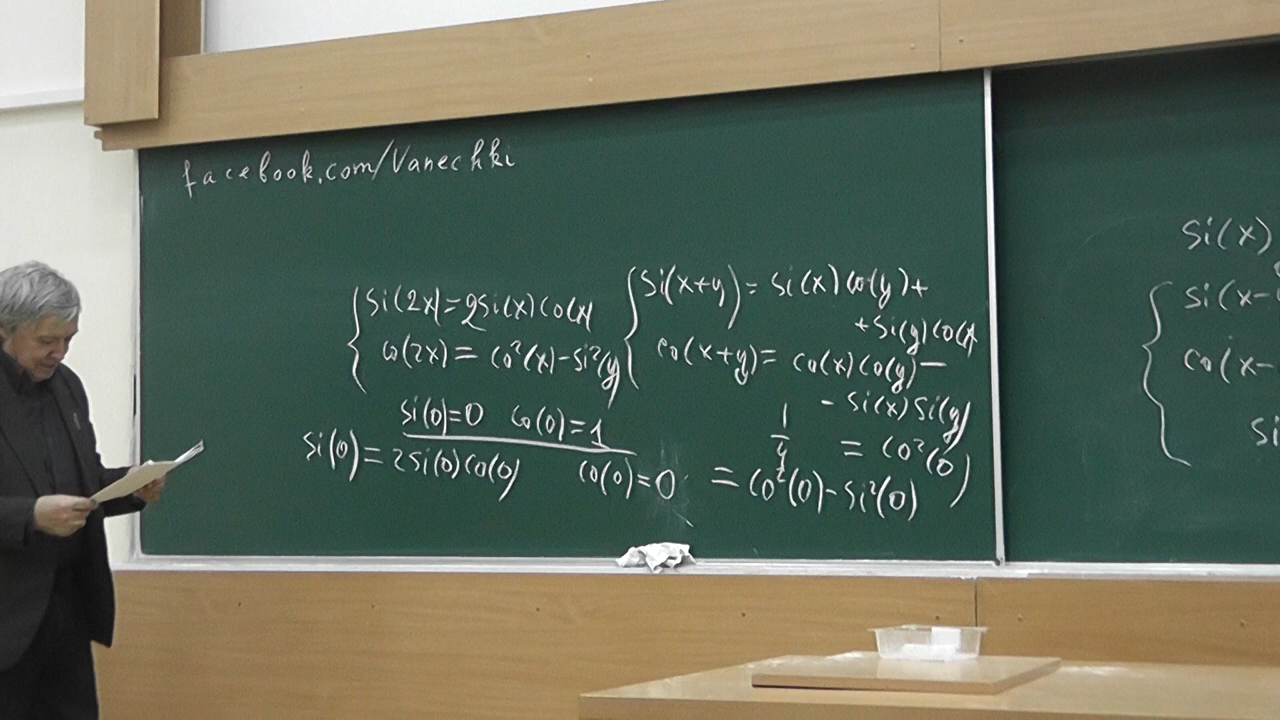 facebook.com/Vanechki
si(2x)=2si(x)co(x)
co(2x)=co²(x)-si²(y)
si(x+y)=si(x)co(y)+
+si(y)co(x)
co(x+y)=co(x)co(y)-
-si(x)si(y)
si(0)=0 co(0)=1
si(0)=2si(0)co(0)
co(0)=0
=co²(0)-si²(0)
=co²(0)
si(x)
si(x-
co(x-
si